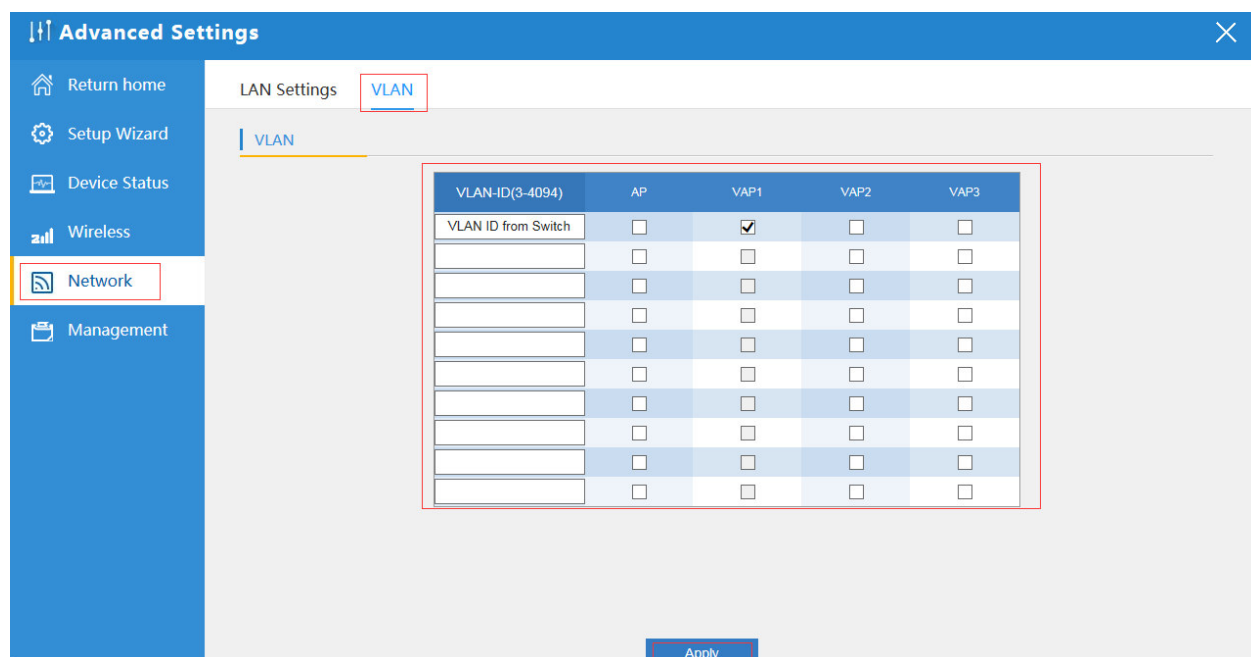 Advanced Settings
Return home
Setup Wizard
Device Status
Wireless
Network
Management
LAN Settings VLAN
VLAN
VLAN-ID(3-4094) AP VAP1 VAP2 VAP3
VLAN ID from Switch
Apply